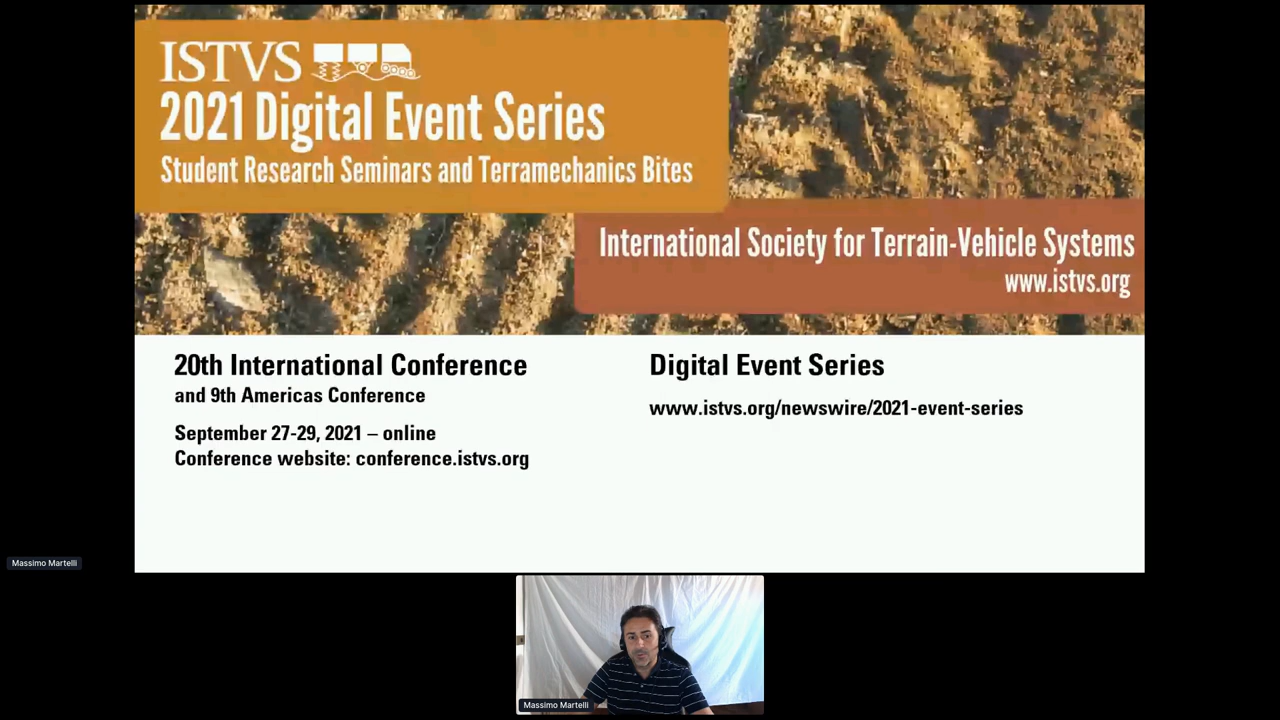 ISTVS
2021 Digital Event Series
Student Research Seminars and Terramechanics Bites
International Society for Terrain-Vehicle Systems
www.istvs.org
20th International Conference
and 9th Americas Conference
September 27-29, 2021 – online
Conference website: conference.istvs.org
Digital Event Series
www.istvs.org/newswire/2021-event-series
Massimo Martelli
Massimo Martelli